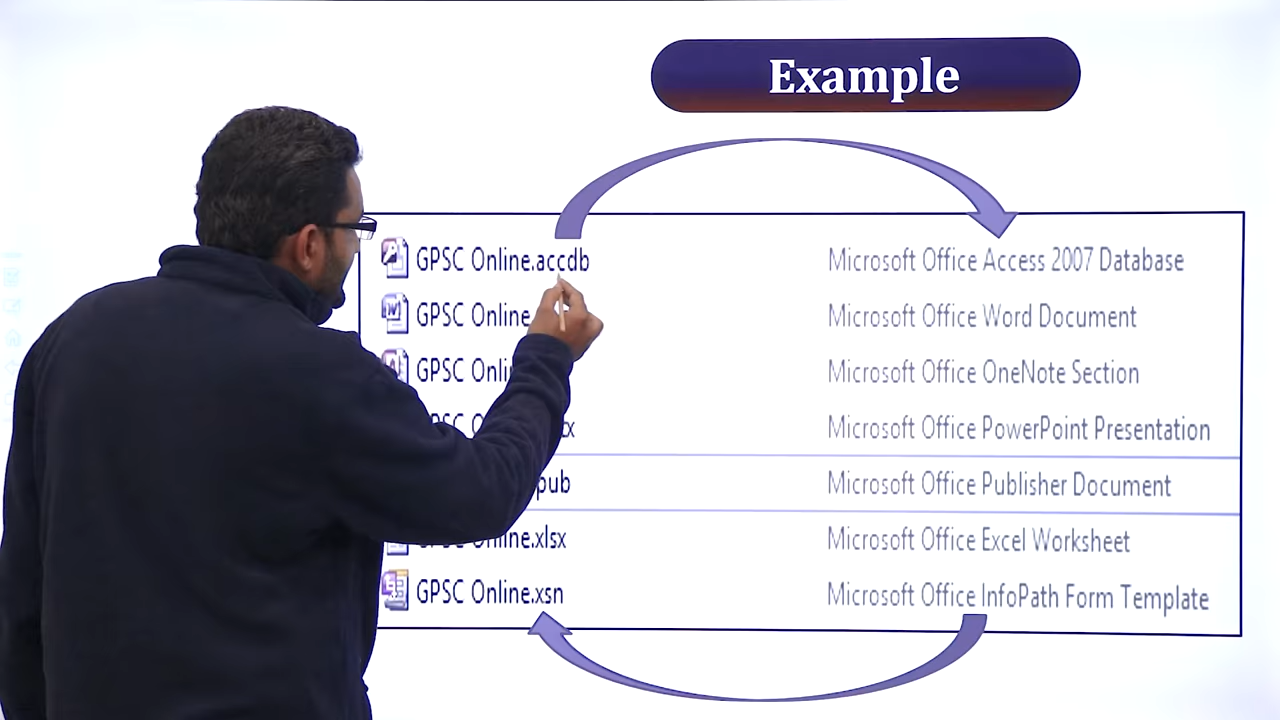 Example
GPSC Online.accdb Microsoft Office Access 2007 Database
GPSC Online. Microsoft Office Word Document
GPSC Microsoft Office OneNote Section
Microsoft Office PowerPoint Presentation
pub Microsoft Office Publisher Document
Online.xlsx Microsoft Office Excel Worksheet
GPSC Online.xsn Microsoft Office InfoPath Form Template